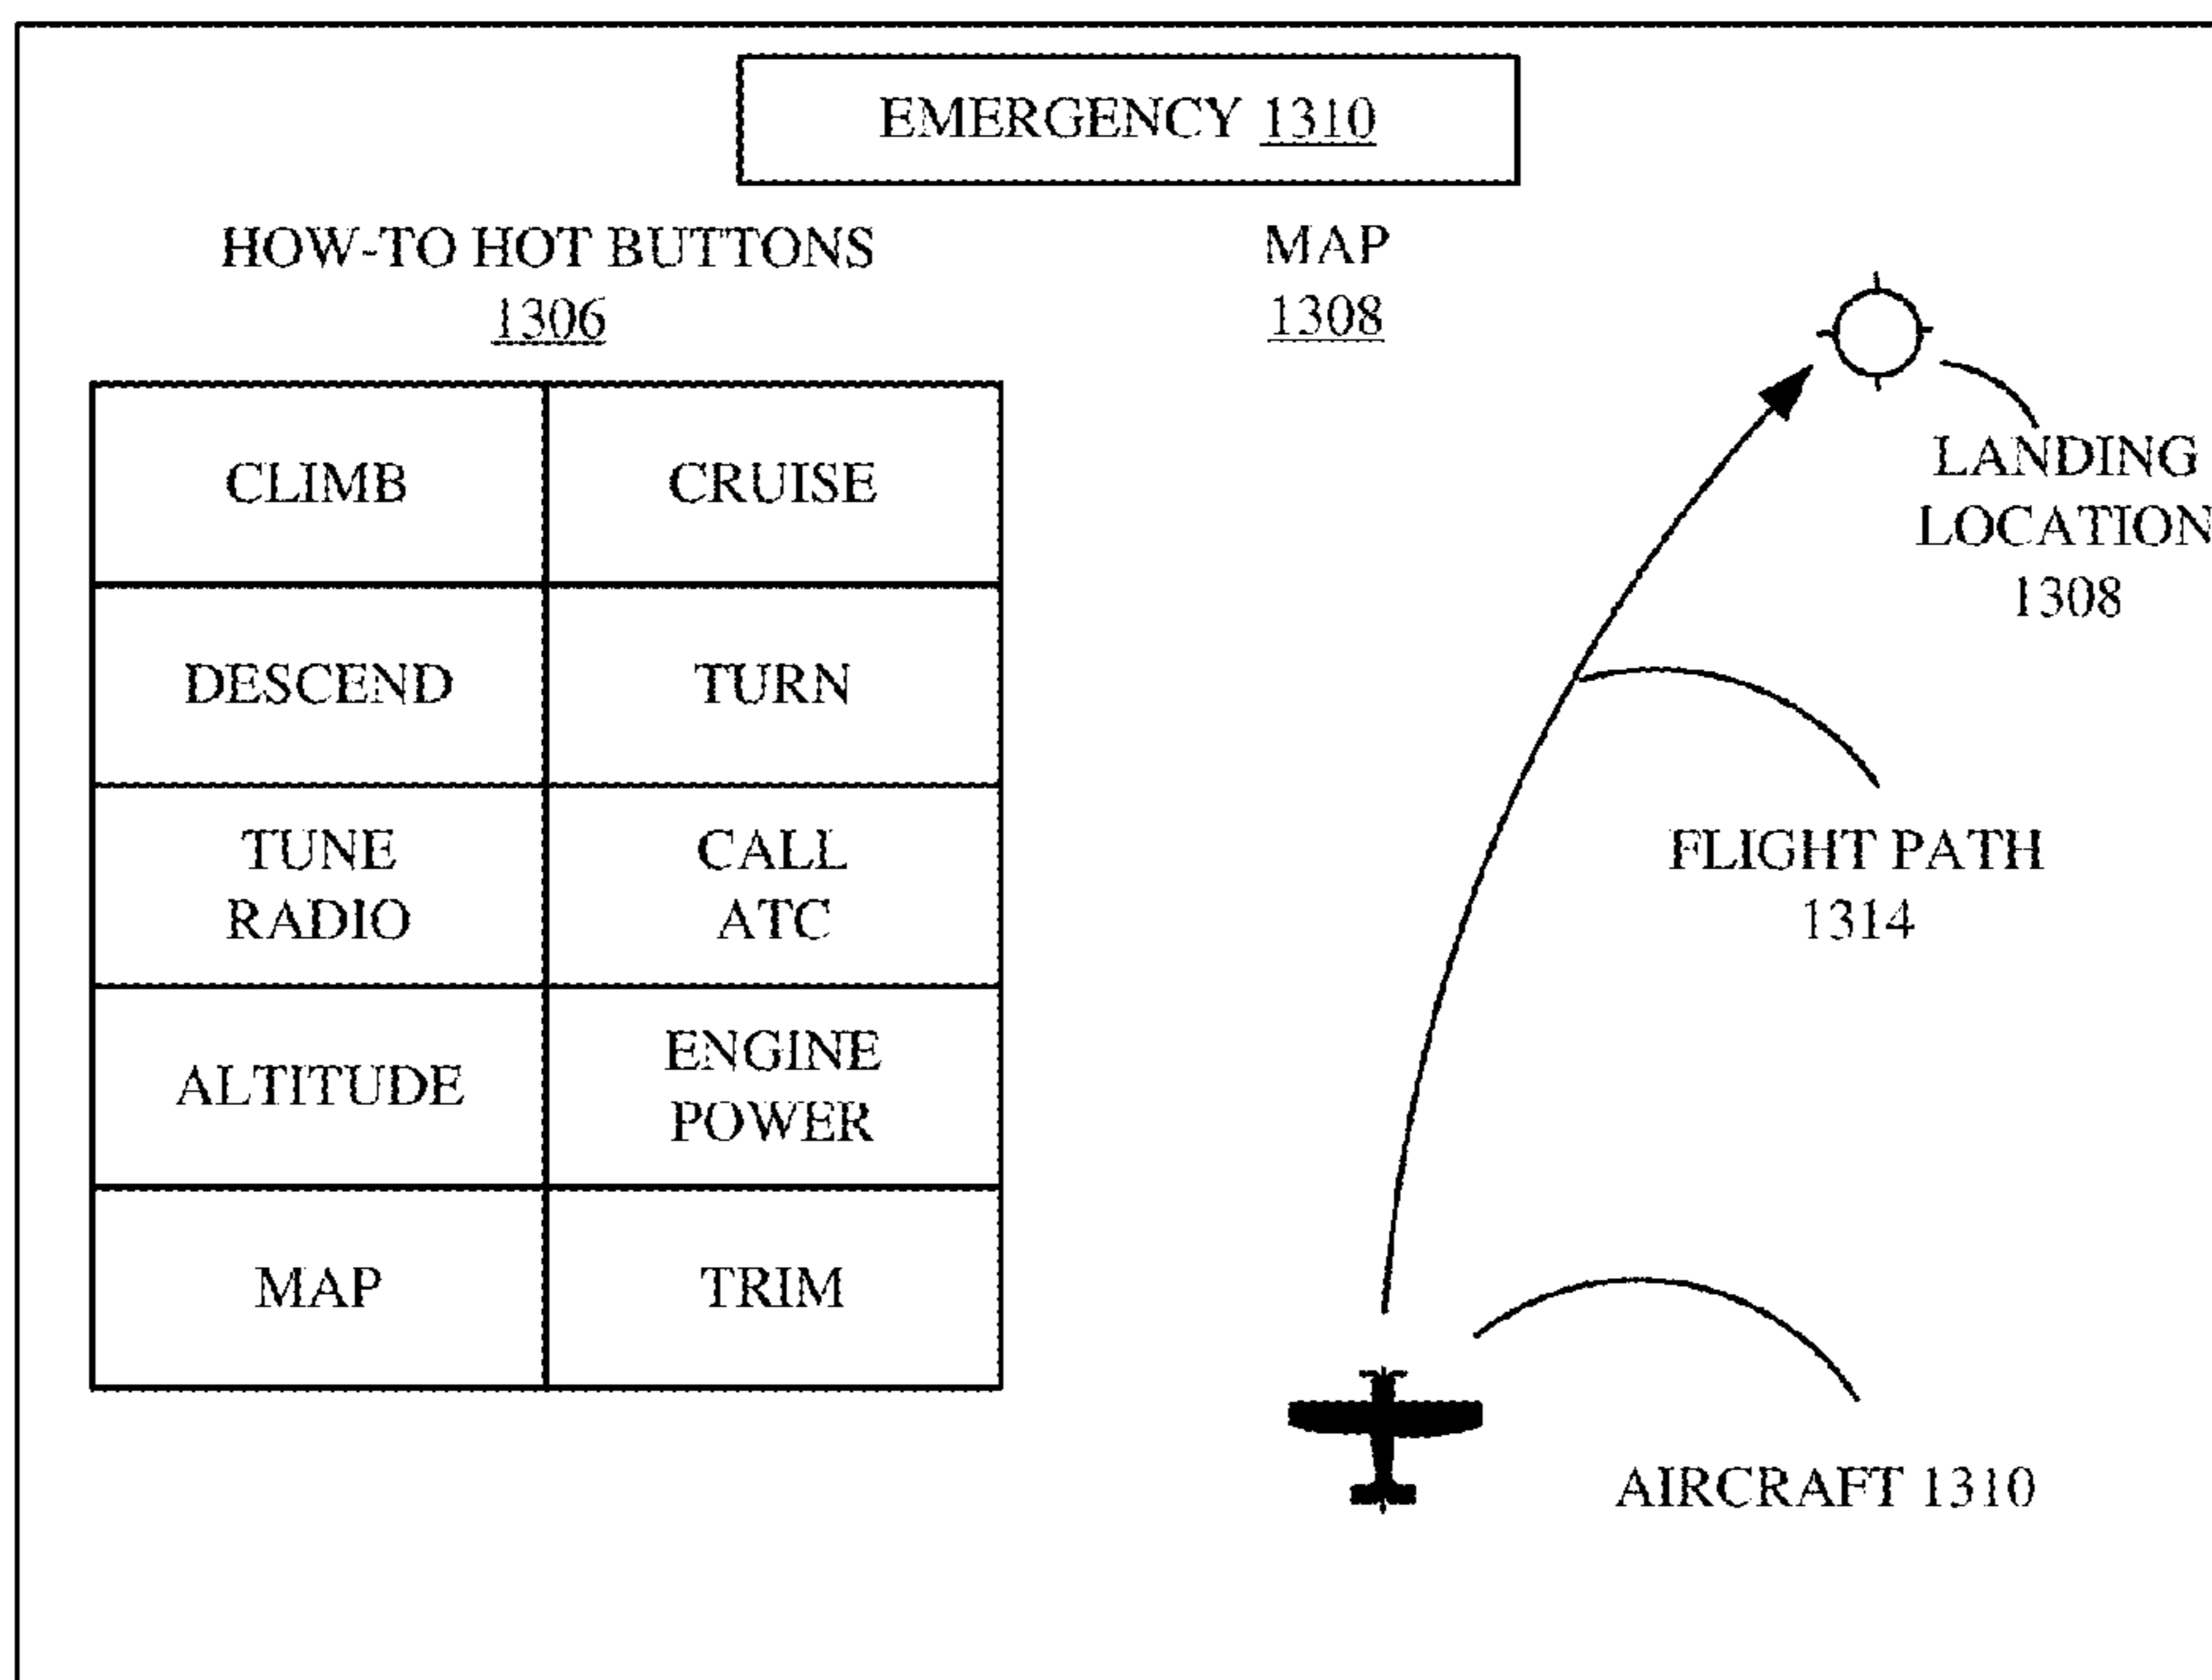 EMERGENCY 1310
HOW-TO HOT BUTTONS
1306
CLIMB
CRUISE
DESCEND
TURN
TUNE
RADIO
CALL
ATC
ALTITUDE
ENGINE
POWER
MAP
TRIM
MAP
1308
LANDING
LOCATION
1308
FLIGHT PATH
1314
AIRCRAFT 1310